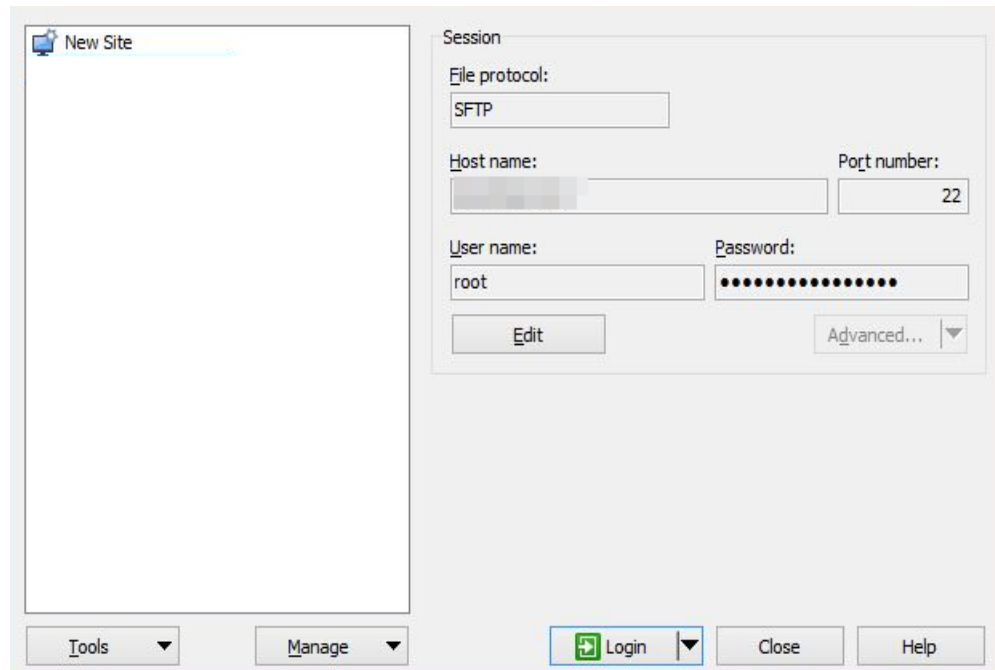 New Site
Session
File protocol:
SFTP
Host name:
Port number:
22
User name:
Password:
root
••••••••••••••••
Edit
Advanced...
Tools
Manage
Login
Close
Help